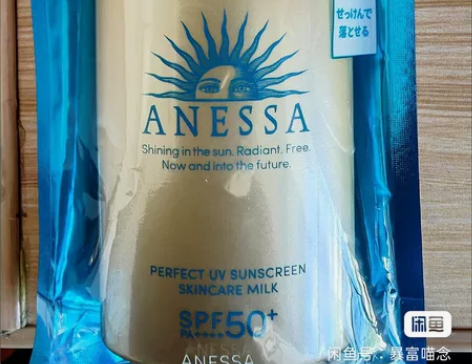 せっけんで
落とせる
ANESSA
Shining in the sun. Radiant. Free.
Now and into the future.
PERFECT UV SUNSCREEN
SKINCARE MILK
SPF50+
PA++++
ANESSA
闲鱼
闲鱼号：暴富喵念